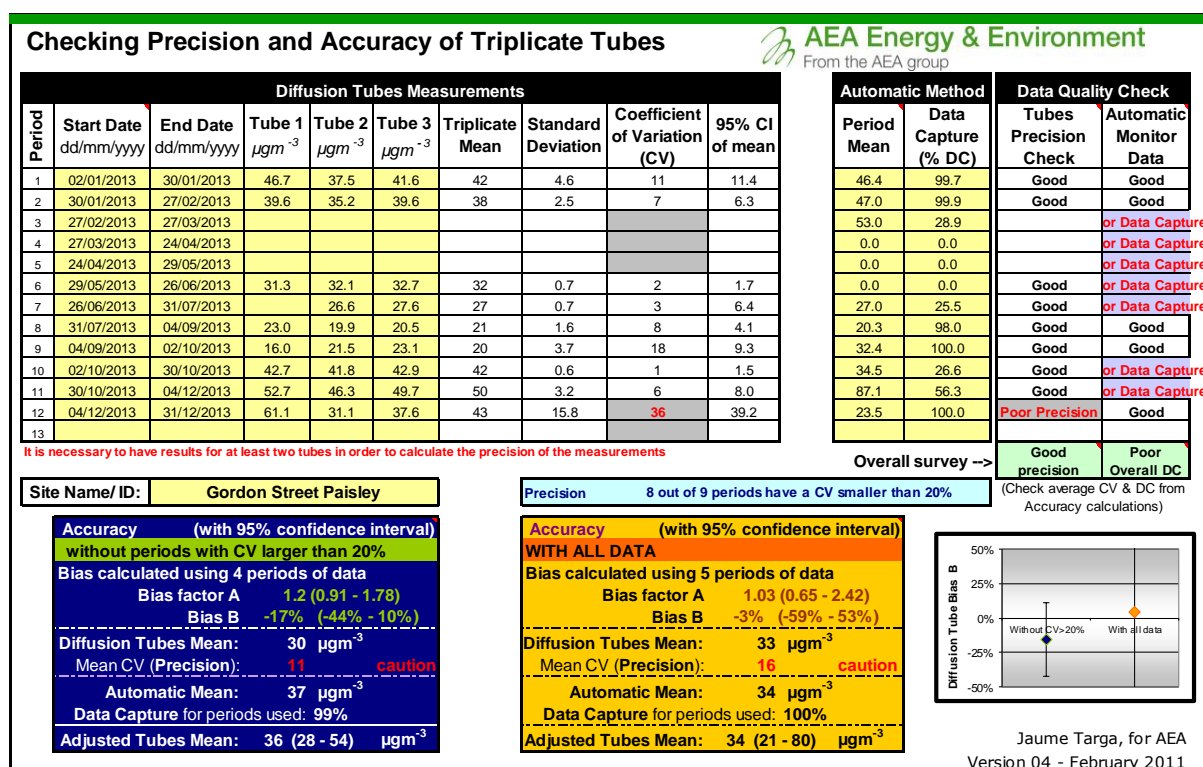 Checking Precision and Accuracy of Triplicate Tubes
AEA Energy & Environment
From the AEA group
Diffusion Tubes Measurements
Automatic Method
Data Quality Check
Period
Start Date dd/mm/yyyy
End Date dd/mm/yyyy
Tube 1 µgm-3
Tube 2 µgm-3
Tube 3 µgm-3
Triplicate Mean
Standard Deviation
Coefficient of Variation (CV)
95% CI of mean
Period Mean
Data Capture (% DC)
Tubes Precision Check
Automatic Monitor Data
1 02/01/2013 30/01/2013 46.7 37.5 41.6 42 4.6 11 11.4 46.4 99.7 Good Good
2 30/01/2013 27/02/2013 39.6 35.2 39.6 38 2.5 7 6.3 47.0 99.9 Good Good
3 27/02/2013 27/03/2013 53.0 28.9 or Data Capture
4 27/03/2013 24/04/2013 0.0 0.0 or Data Capture
5 24/04/2013 29/05/2013 0.0 0.0 or Data Capture
6 29/05/2013 26/06/2013 31.3 32.1 32.7 32 0.7 2 1.7 0.0 0.0 Good or Data Capture
7 26/06/2013 31/07/2013 26.6 27.6 27 0.7 3 6.4 27.0 25.5 Good or Data Capture
8 31/07/2013 04/09/2013 23.0 19.9 20.5 21 1.6 8 4.1 20.3 98.0 Good Good
9 04/09/2013 02/10/2013 16.0 21.5 23.1 20 3.7 18 9.3 32.4 100.0 Good Good
10 02/10/2013 30/10/2013 42.7 41.8 42.9 42 0.6 1 1.5 34.5 26.6 Good or Data Capture
11 30/10/2013 04/12/2013 52.7 46.3 49.7 50 3.2 6 8.0 87.1 56.3 Good or Data Capture
12 04/12/2013 31/12/2013 61.1 31.1 37.6 43 15.8 36 39.2 23.5 100.0 Poor Precision Good
13
It is necessary to have results for at least two tubes in order to calculate the precision of the measurements
Overall survey --> Good precision Poor Overall DC
Site Name/ ID: Gordon Street Paisley
Precision 8 out of 9 periods have a CV smaller than 20%
(Check average CV & DC from
Accuracy calculations)
Accuracy (with 95% confidence interval)
without periods with CV larger than 20%
Bias calculated using 4 periods of data
Bias factor A 1.2 (0.91 - 1.78)
Bias B -17% (-44% - 10%)
Diffusion Tubes Mean: 30 µgm-3
Mean CV (Precision): 11 caution
Automatic Mean: 37 µgm-3
Data Capture for periods used: 99%
Adjusted Tubes Mean: 36 (28 - 54) µgm-3
Accuracy (with 95% confidence interval)
WITH ALL DATA
Bias calculated using 5 periods of data
Bias factor A 1.03 (0.65 - 2.42)
Bias B -3% (-59% - 53%)
Diffusion Tubes Mean: 33 µgm-3
Mean CV (Precision): 16 caution
Automatic Mean: 34 µgm-3
Data Capture for periods used: 100%
Adjusted Tubes Mean: 34 (21 - 80) µgm-3
Diffusion Tube Bias B
50%
25%
0%
-25%
-50%
Without CV>20%
With all data
Jaume Targa, for AEA
Version 04 - February 2011